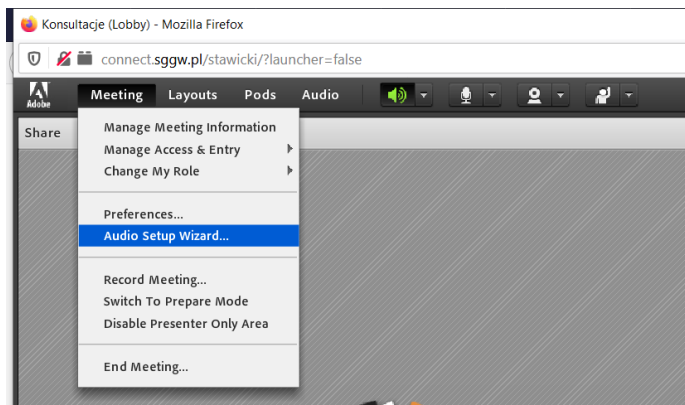 Konsultacje (Lobby) - Mozilla Firefox
connect.sggw.pl/stawicki/?launcher=false
Adobe
Meeting Layouts Pods Audio
Share
Manage Meeting Information
Manage Access & Entry
Change My Role
Preferences...
Audio Setup Wizard...
Record Meeting...
Switch To Prepare Mode
Disable Presenter Only Area
End Meeting...